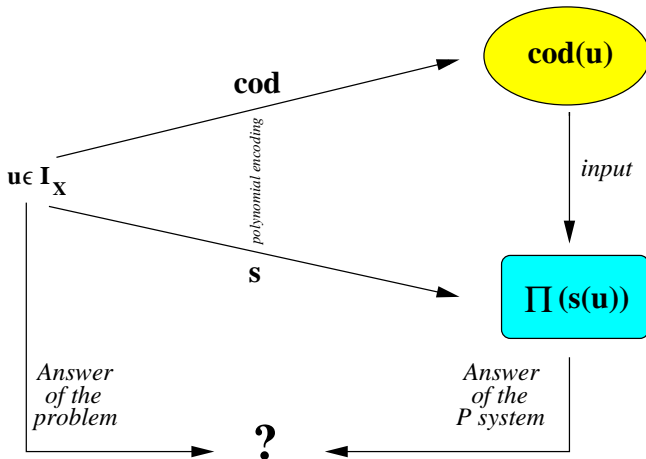 cod(u)
cod
polynomial encoding
input
u ϵ I_X
s
Π(s(u))
Answer
of the
problem
Answer
of the
P system
?